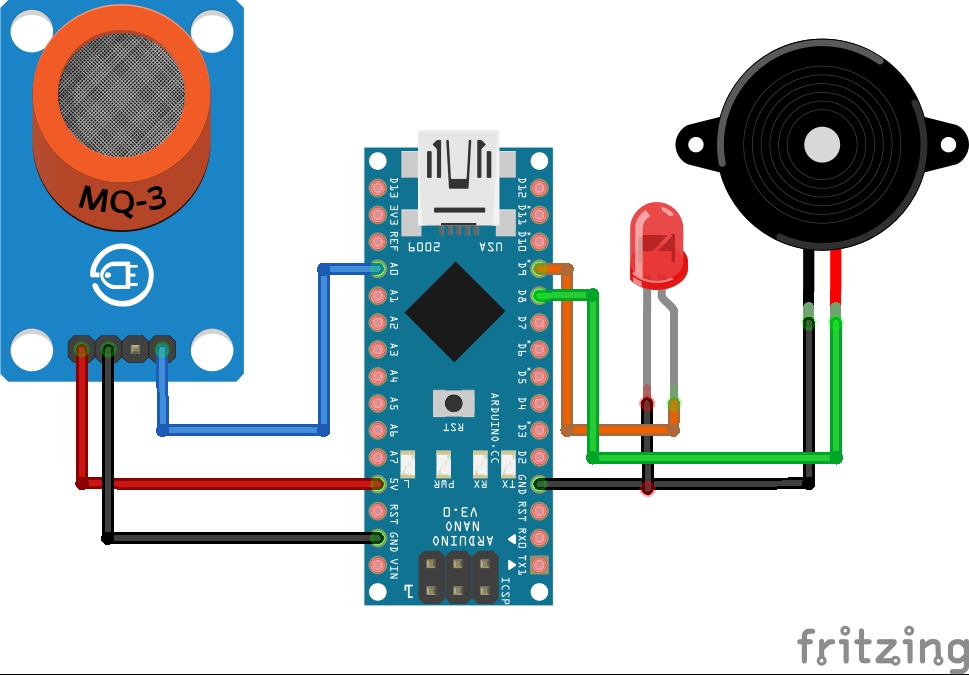 MQ-3
D13
3V3
REF
A0
A1
A2
A3
A4
A5
A6
A7
5V
RST
GND
VIN
2009
USA
D12
D11
D10
D9
D8
D7
D6
D5
D4
D3
D2
GND
RST
RX0
TX1
RST
ARDUINO.CC
L
PWR
RX
TX
ARDUINO
NANO
V3.0
1
ICSP
fritzing